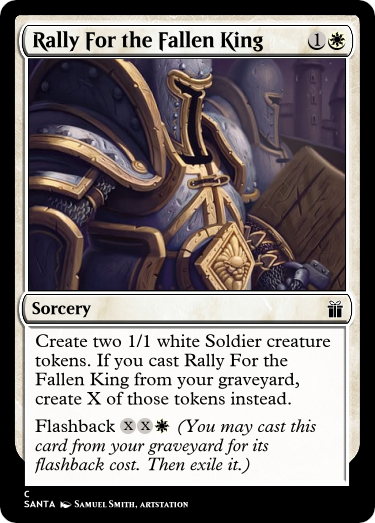 Rally For the Fallen King 1
Sorcery
Create two 1/1 white Soldier creature
tokens. If you cast Rally For the
Fallen King from your graveyard,
create X of those tokens instead.
Flashback X X (You may cast this
card from your graveyard for its
flashback cost. Then exile it.)
C
SANTA Samuel Smith, artstation